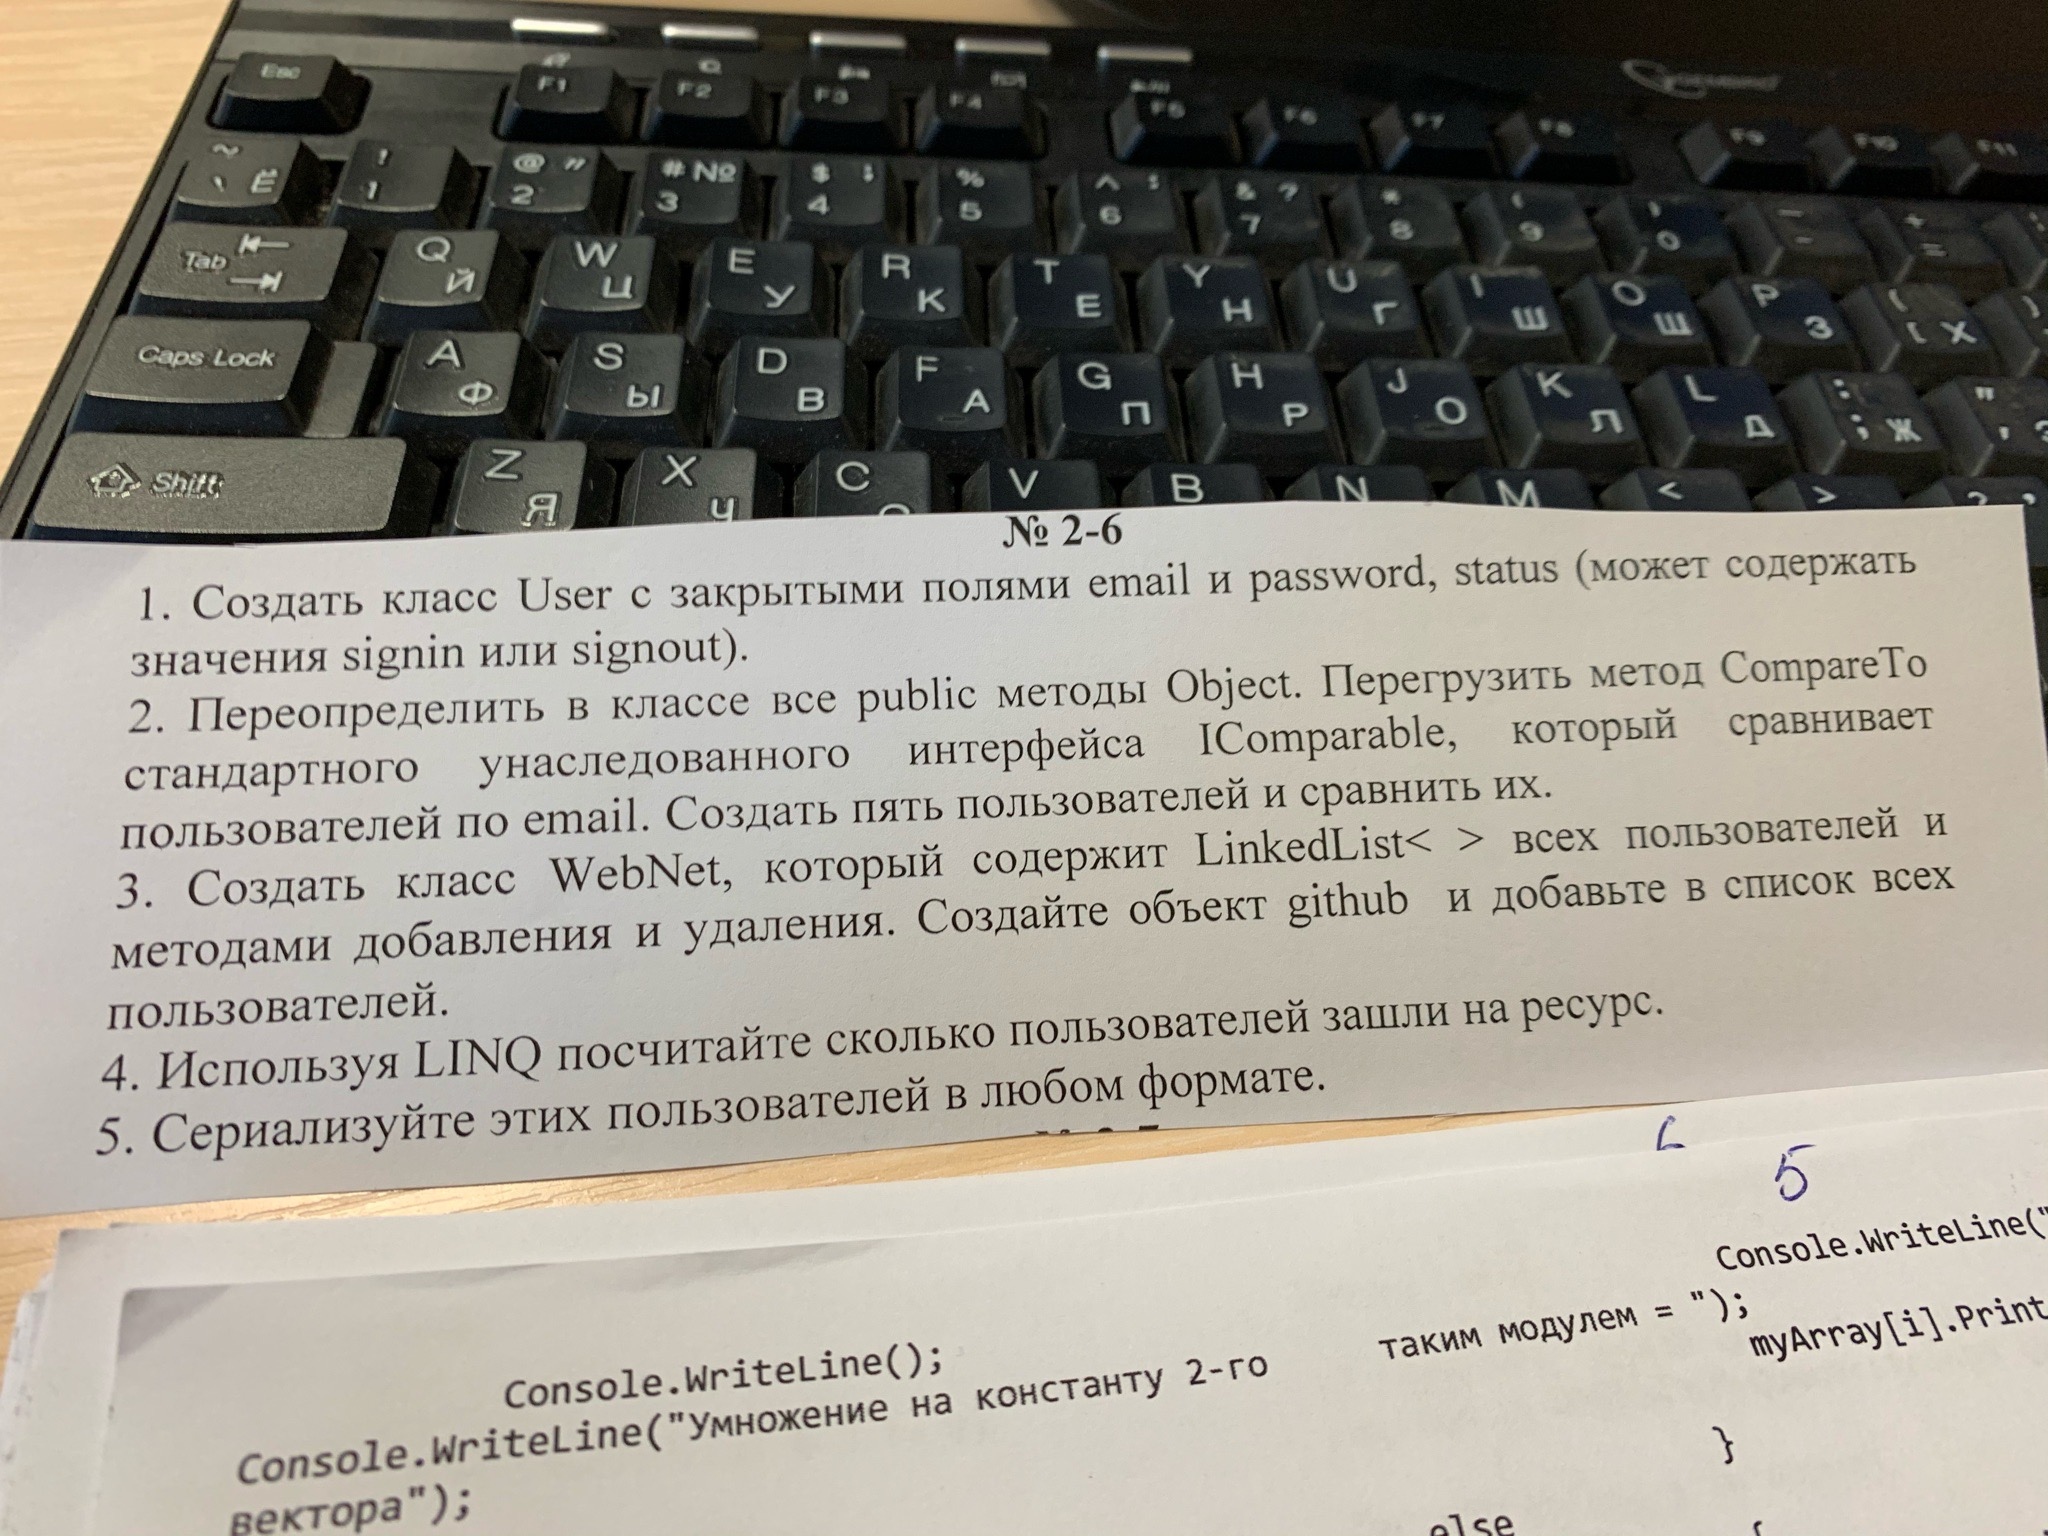 Esc F1 F2 F3 F4 F5 F6 F7 F8 F9 F10 F11
~ ` Ё ! 1 @ " 2 # № 3 $ ; 4 % 5 ^ : 6 & ? 7 * 8 ( 9 ) 0 _ - + =
Tab Q Й W Ц E У R К T Е Y Н U Г I Ш O Щ P З { [ Х }
Caps Lock A Ф S Ы D В F А G П H Р J О K Л L Д : ; Ж " ' Э
Shift Z Я X Ч C С V B N M < > ? ,
№ 2-6
1. Создать класс User с закрытыми полями email и password, status (может содержать
значения signin или signout).
2. Переопределить в классе все public методы Object. Перегрузить метод CompareTo
стандартного унаследованного интерфейса IComparable, который сравнивает
пользователей по email. Создать пять пользователей и сравнить их.
3. Создать класс WebNet, который содержит LinkedList< > всех пользователей и
методами добавления и удаления. Создайте объект github и добавьте в список всех
пользователей.
4. Используя LINQ посчитайте сколько пользователей зашли на ресурс.
5. Сериализуйте этих пользователей в любом формате.
5
Console.WriteLine();
Console.WriteLine("Умножение на константу 2-го
вектора");
Console.WriteLine("
таким модулем = ");
myArray[i].Print
}
else
{